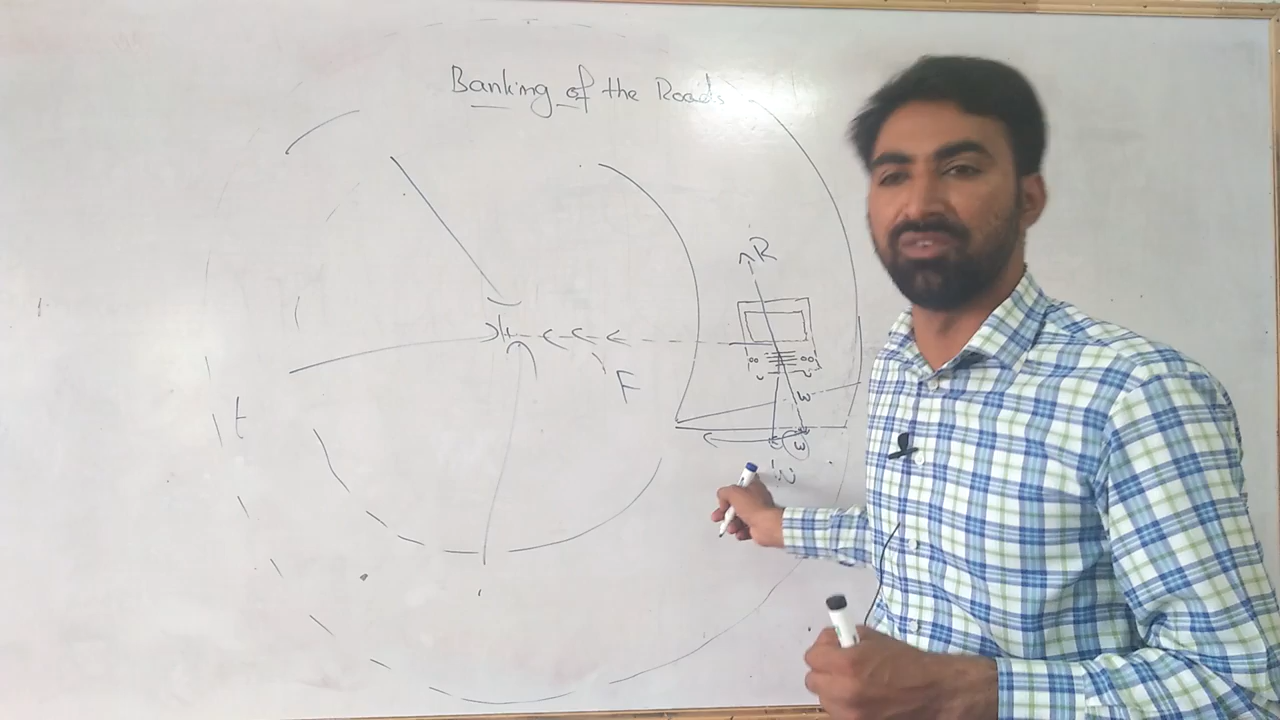 Banking of the Roads
R
F
t
ω
ω